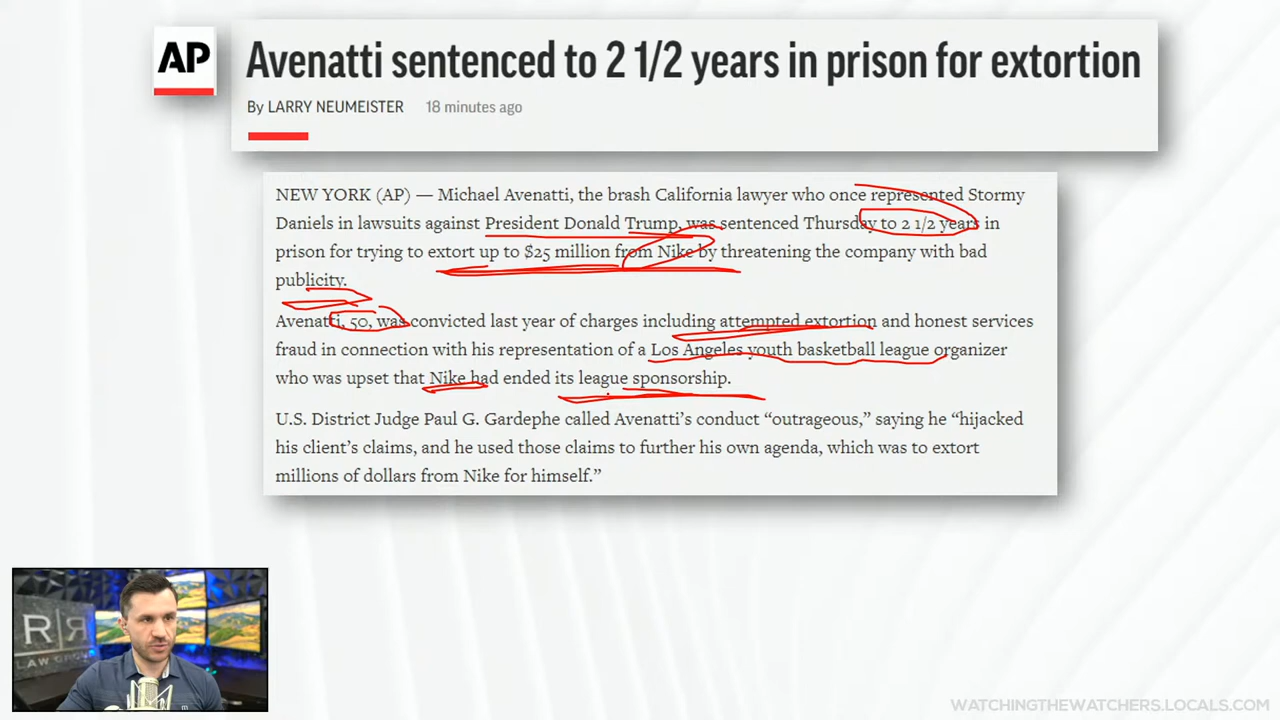 AP
Avenatti sentenced to 2 1/2 years in prison for extortion
By LARRY NEUMEISTER 18 minutes ago
NEW YORK (AP) — Michael Avenatti, the brash California lawyer who once represented Stormy
Daniels in lawsuits against President Donald Trump, was sentenced Thursday to 2 1/2 years in
prison for trying to extort up to $25 million from Nike by threatening the company with bad
publicity.
Avenatti, 50, was convicted last year of charges including attempted extortion and honest services
fraud in connection with his representation of a Los Angeles youth basketball league organizer
who was upset that Nike had ended its league sponsorship.
U.S. District Judge Paul G. Gardephe called Avenatti’s conduct “outrageous,” saying he “hijacked
his client’s claims, and he used those claims to further his own agenda, which was to extort
millions of dollars from Nike for himself.”
R|R
LAW GROUP
WATCHINGTHEWATCHERS.LOCALS.COM